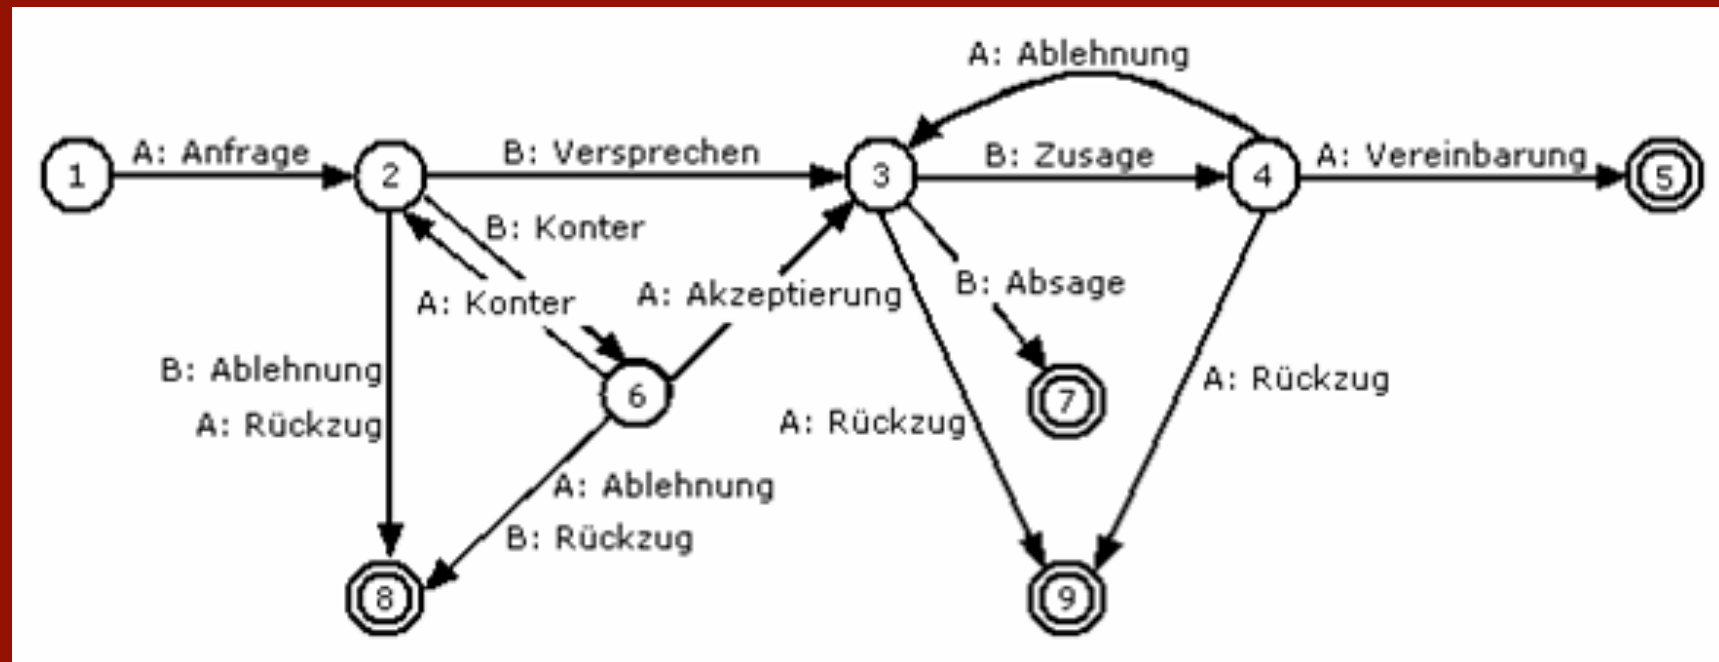 A: Ablehnung
1
A: Anfrage
2
B: Versprechen
3
B: Zusage
4
A: Vereinbarung
5
B: Konter
A: Konter
A: Akzeptierung
B: Absage
B: Ablehnung
A: Rückzug
6
7
A: Rückzug
A: Rückzug
A: Ablehnung
B: Rückzug
8
9